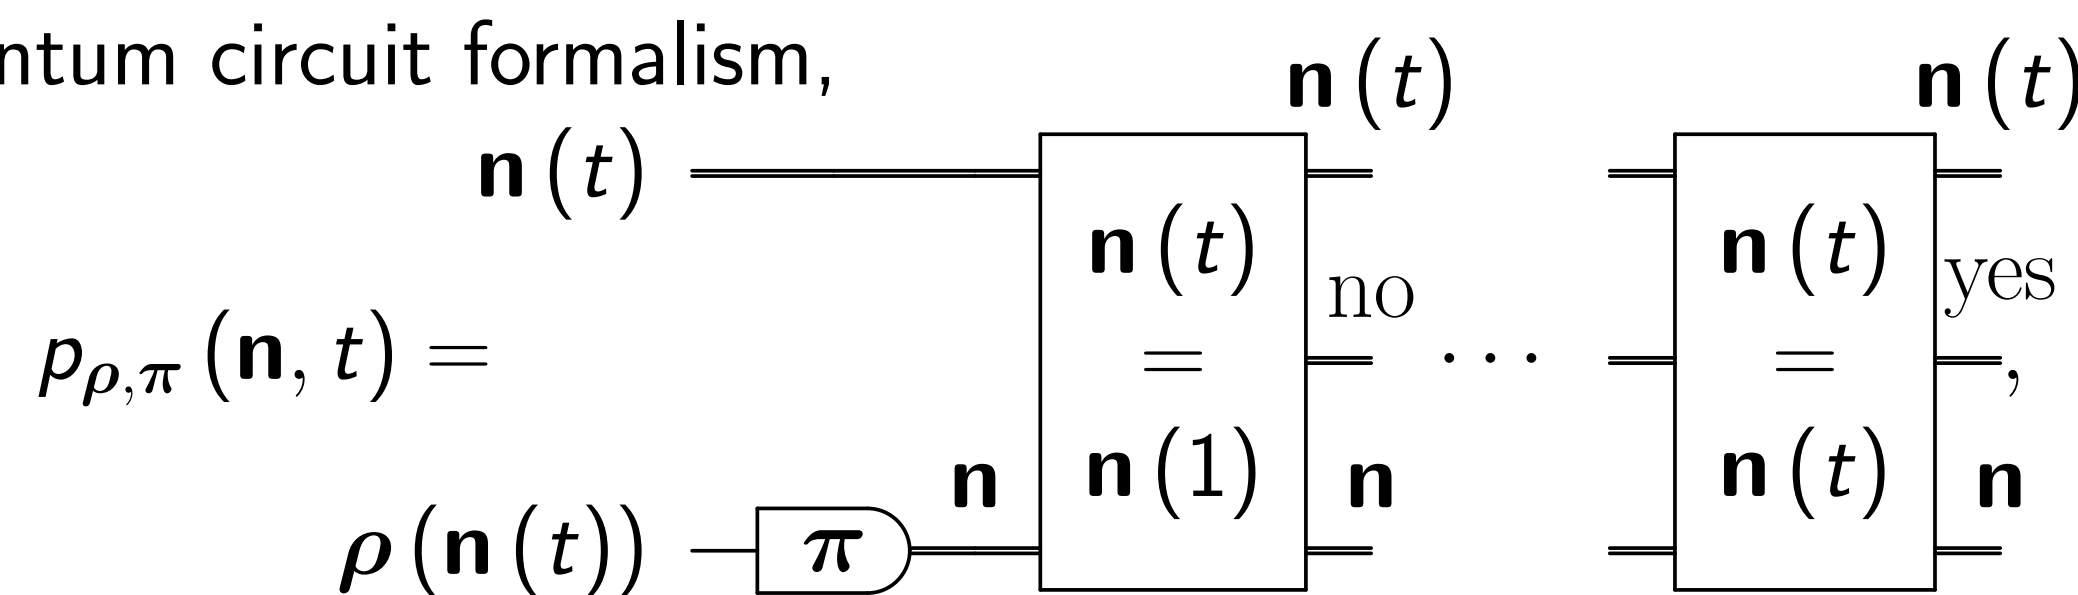 ntum circuit formalism,
n(t) n(t)
n(t)
n(t) n(t)
no yes
p_{ρ,π}(n, t) = = ··· = ,
n(1) n(t)
n n n
ρ(n(t)) π